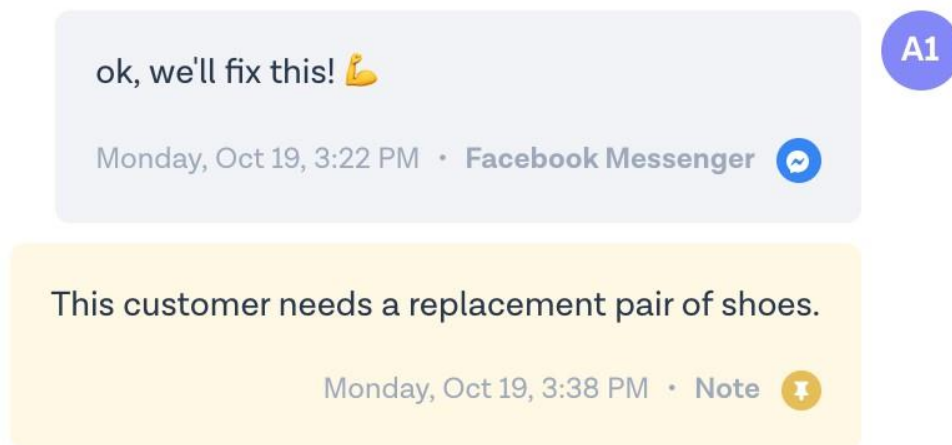 A1
ok, we'll fix this! 💪
Monday, Oct 19, 3:22 PM • Facebook Messenger
This customer needs a replacement pair of shoes.
Monday, Oct 19, 3:38 PM • Note